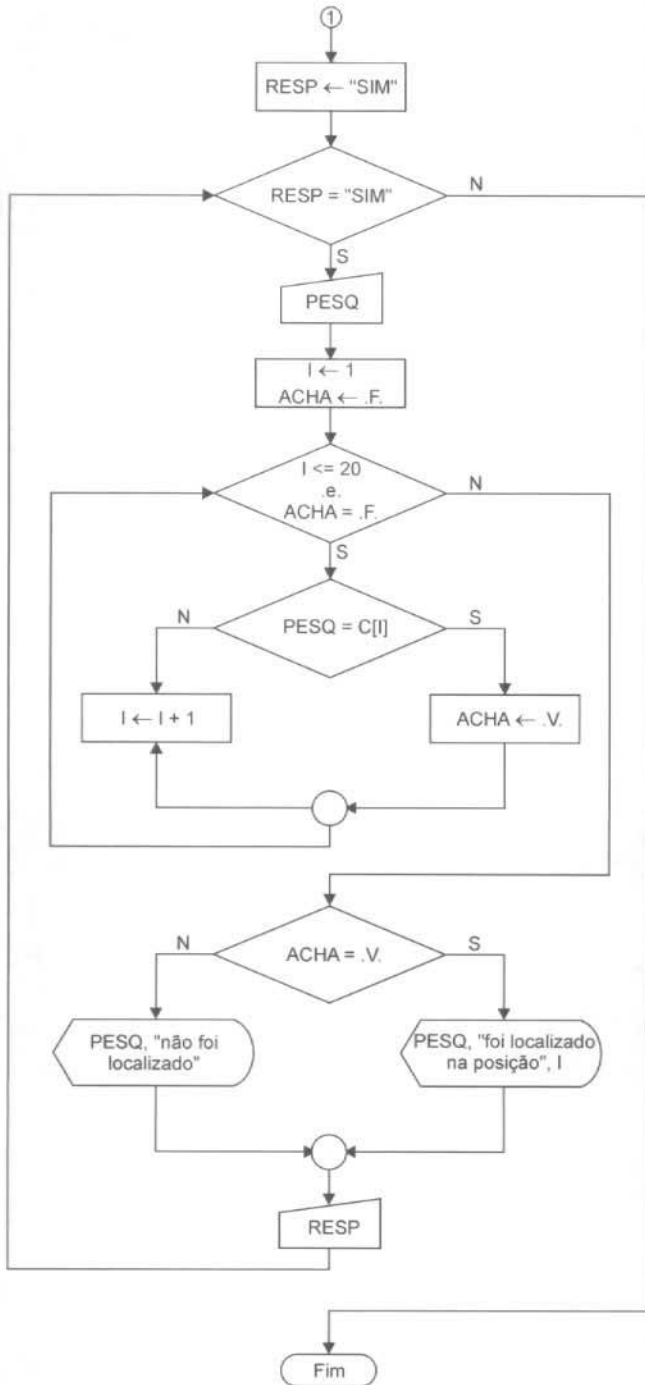 1
RESP ← "SIM"
RESP = "SIM"
N
S
PESQ
I ← 1
ACHA ← .F.
I <= 20
.e.
ACHA = .F.
N
S
N
PESQ = C[I]
S
I ← I + 1
ACHA ← .V.
N
ACHA = .V.
S
PESQ, "não foi
localizado"
PESQ, "foi localizado
na posição", I
RESP
Fim